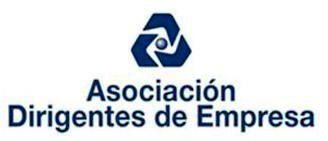 Asociación
Dirigentes de Empresa